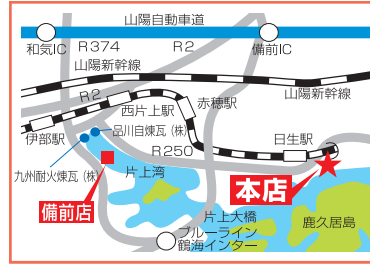 山陽自動車道
和気IC
R374
R2
備前IC
山陽新幹線
山陽新幹線
R2
西片上駅
赤穂駅
伊部駅
品川自煉瓦(株)
日生駅
R250
九州耐火煉瓦(株)
片上湾
本店
備前店
片上大橋
鹿久居島
ブルーライン
鶴海インター